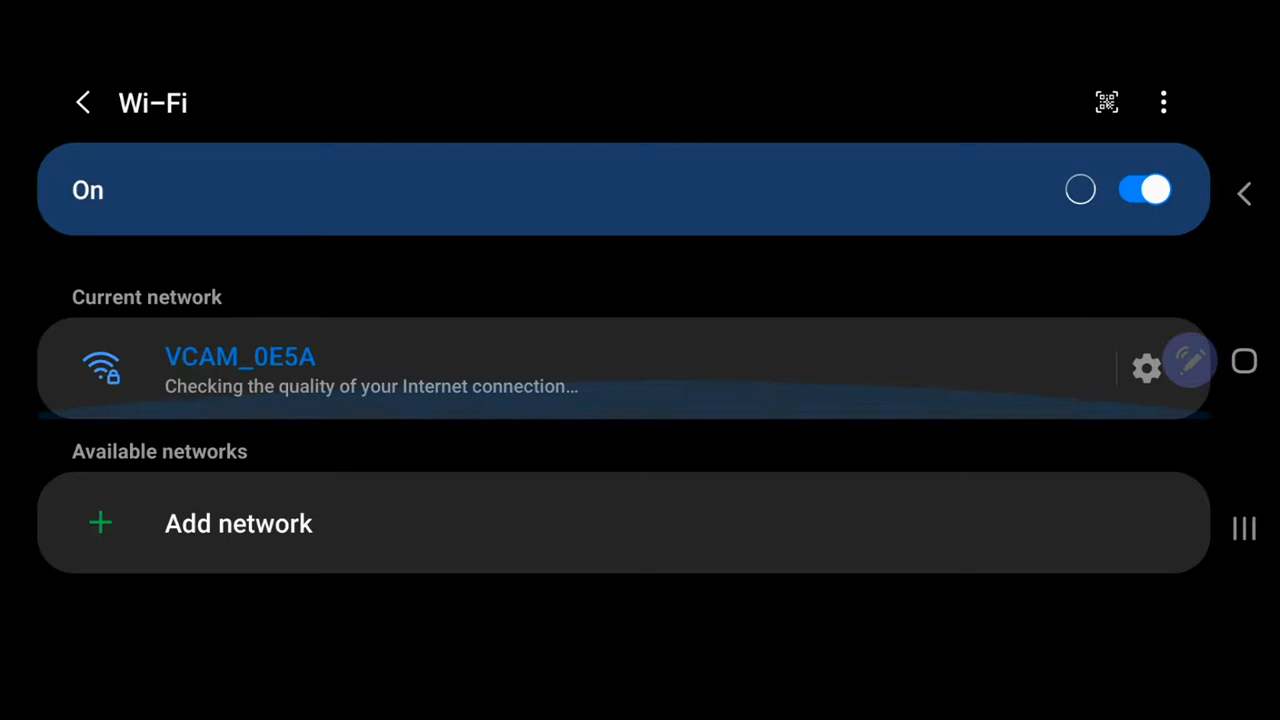 Wi-Fi
On
Current network
VCAM_0E5A
Checking the quality of your Internet connection...
Available networks
Add network